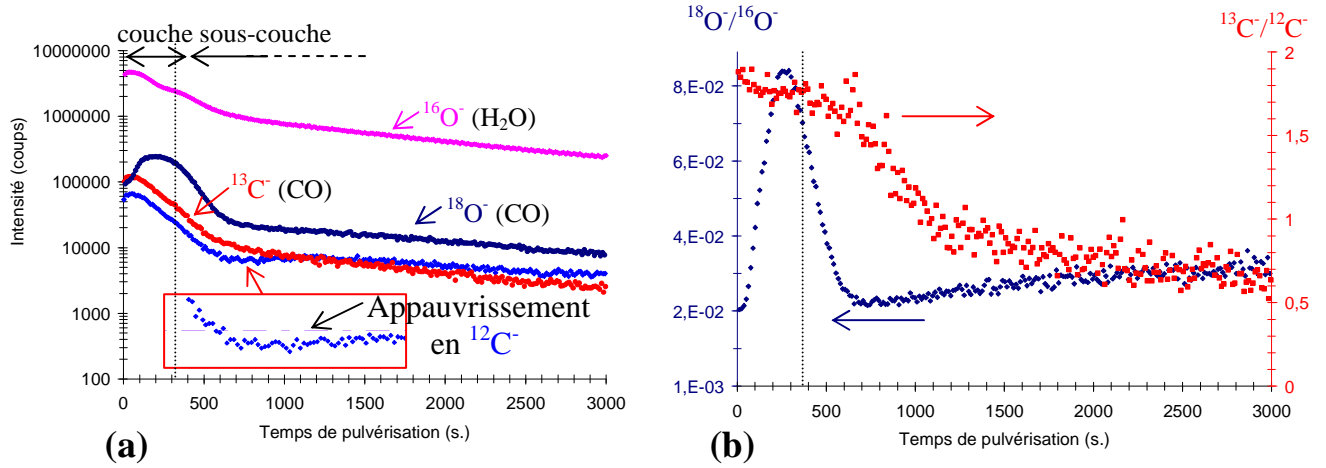 couche sous-couche
Intensité (coups)
10000000
1000000
100000
10000
1000
100
¹⁶O⁻ (H₂O)
¹³C⁻ (CO)
¹⁸O⁻ (CO)
Appauvrissement
en ¹²C⁻
0 500 1000 1500 2000 2500 3000
Temps de pulvérisation (s.)
(a)
¹⁸O⁻/¹⁶O⁻
¹³C⁻/¹²C⁻
8,E-02
6,E-02
4,E-02
2,E-02
1,E-03
2
1,5
1
0,5
0
0 500 1000 1500 2000 2500 3000
Temps de pulvérisation (s.)
(b)